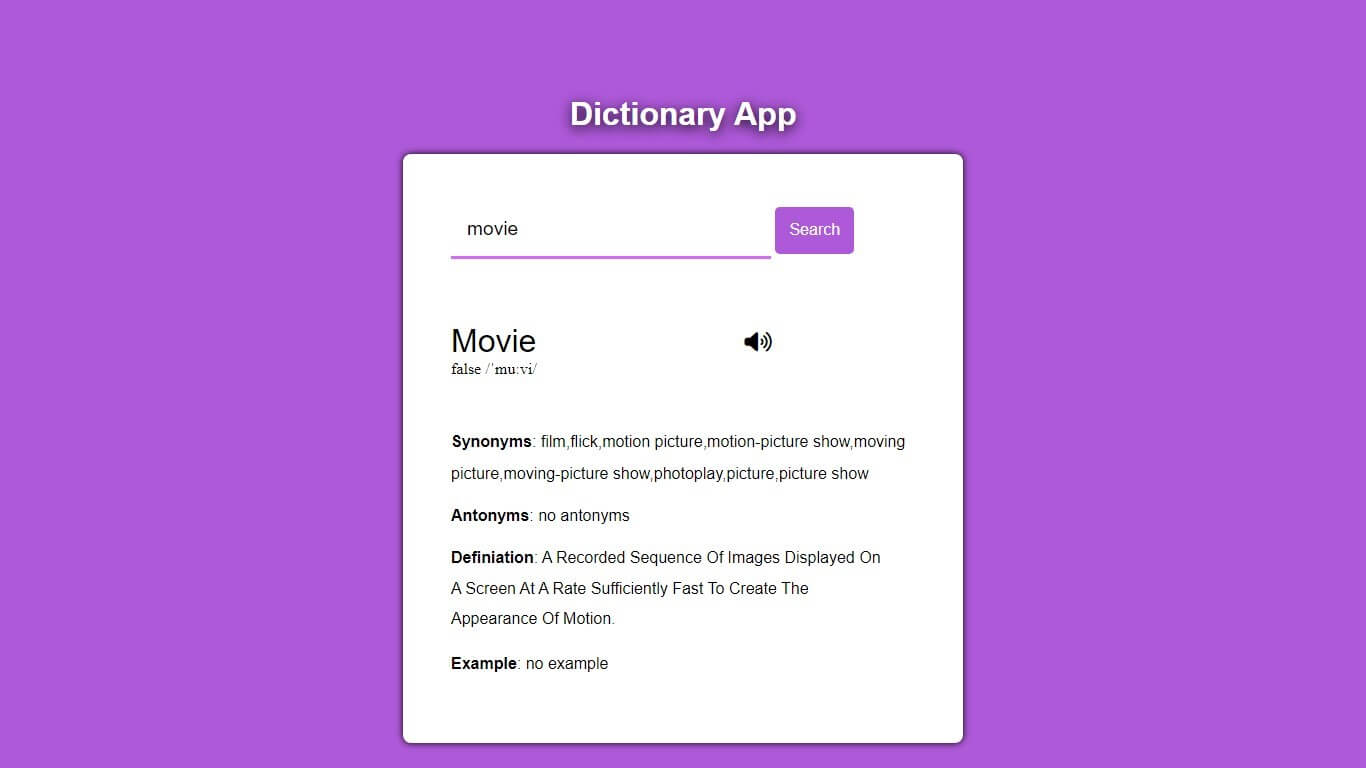 Dictionary App
movie
Search
Movie
false /ˈmuːvi/
Synonyms: film,flick,motion picture,motion-picture show,moving
picture,moving-picture show,photoplay,picture,picture show
Antonyms: no antonyms
Definiation: A Recorded Sequence Of Images Displayed On
A Screen At A Rate Sufficiently Fast To Create The
Appearance Of Motion.
Example: no example